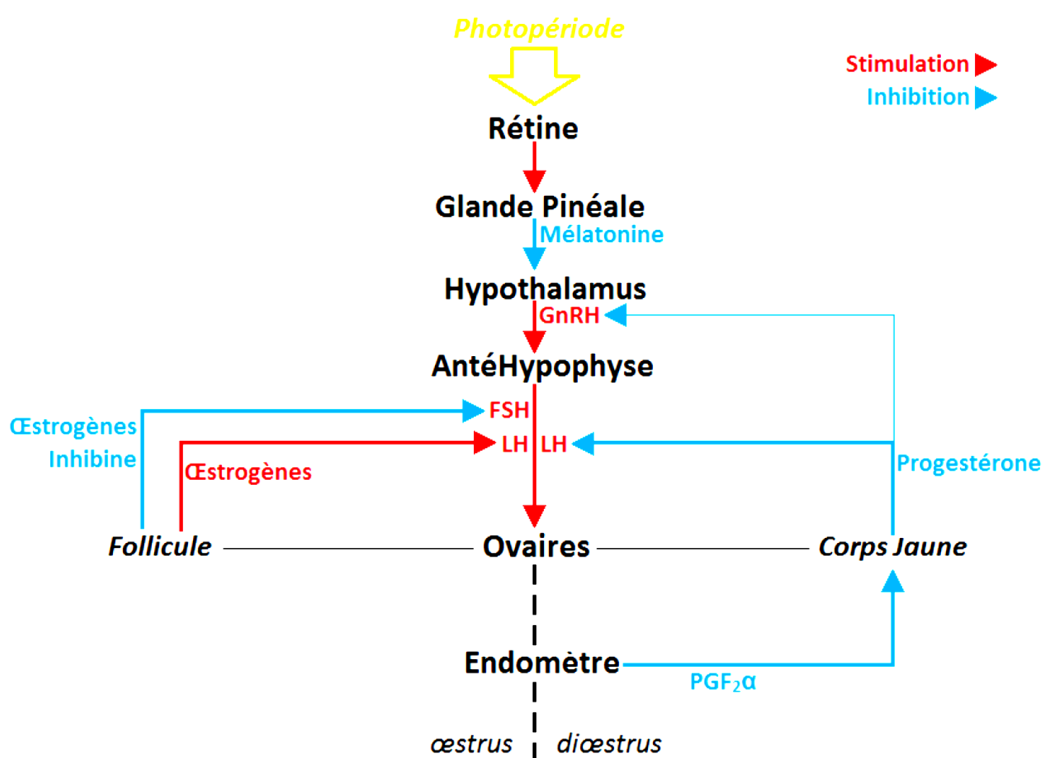 Photopériode
Stimulation
Inhibition
Rétine
Glande Pinéale
Mélatonine
Hypothalamus
GnRH
AntéHypophyse
FSH
Œstrogènes
Inhibine
LH
LH
Œstrogènes
Progestérone
Follicule
Ovaires
Corps Jaune
Endomètre
PGF₂α
œstrus
diœstrus